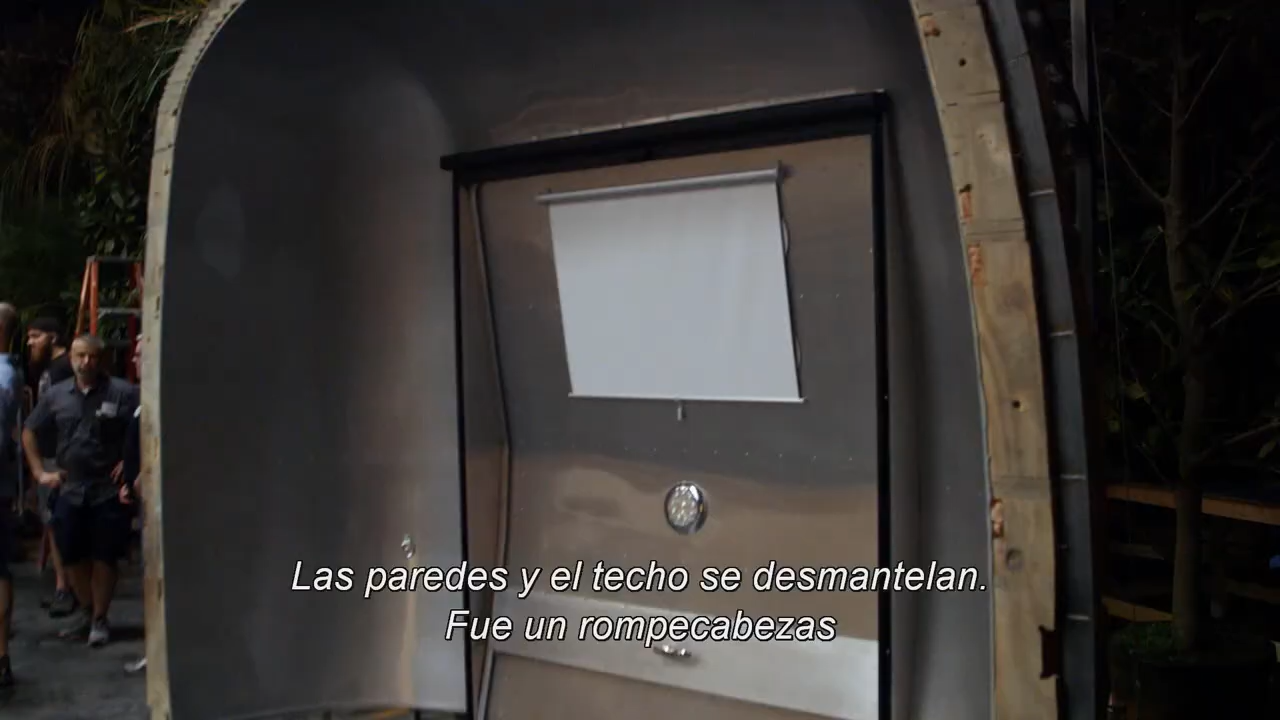 Las paredes y el techo se desmantelan.
Fue un rompecabezas